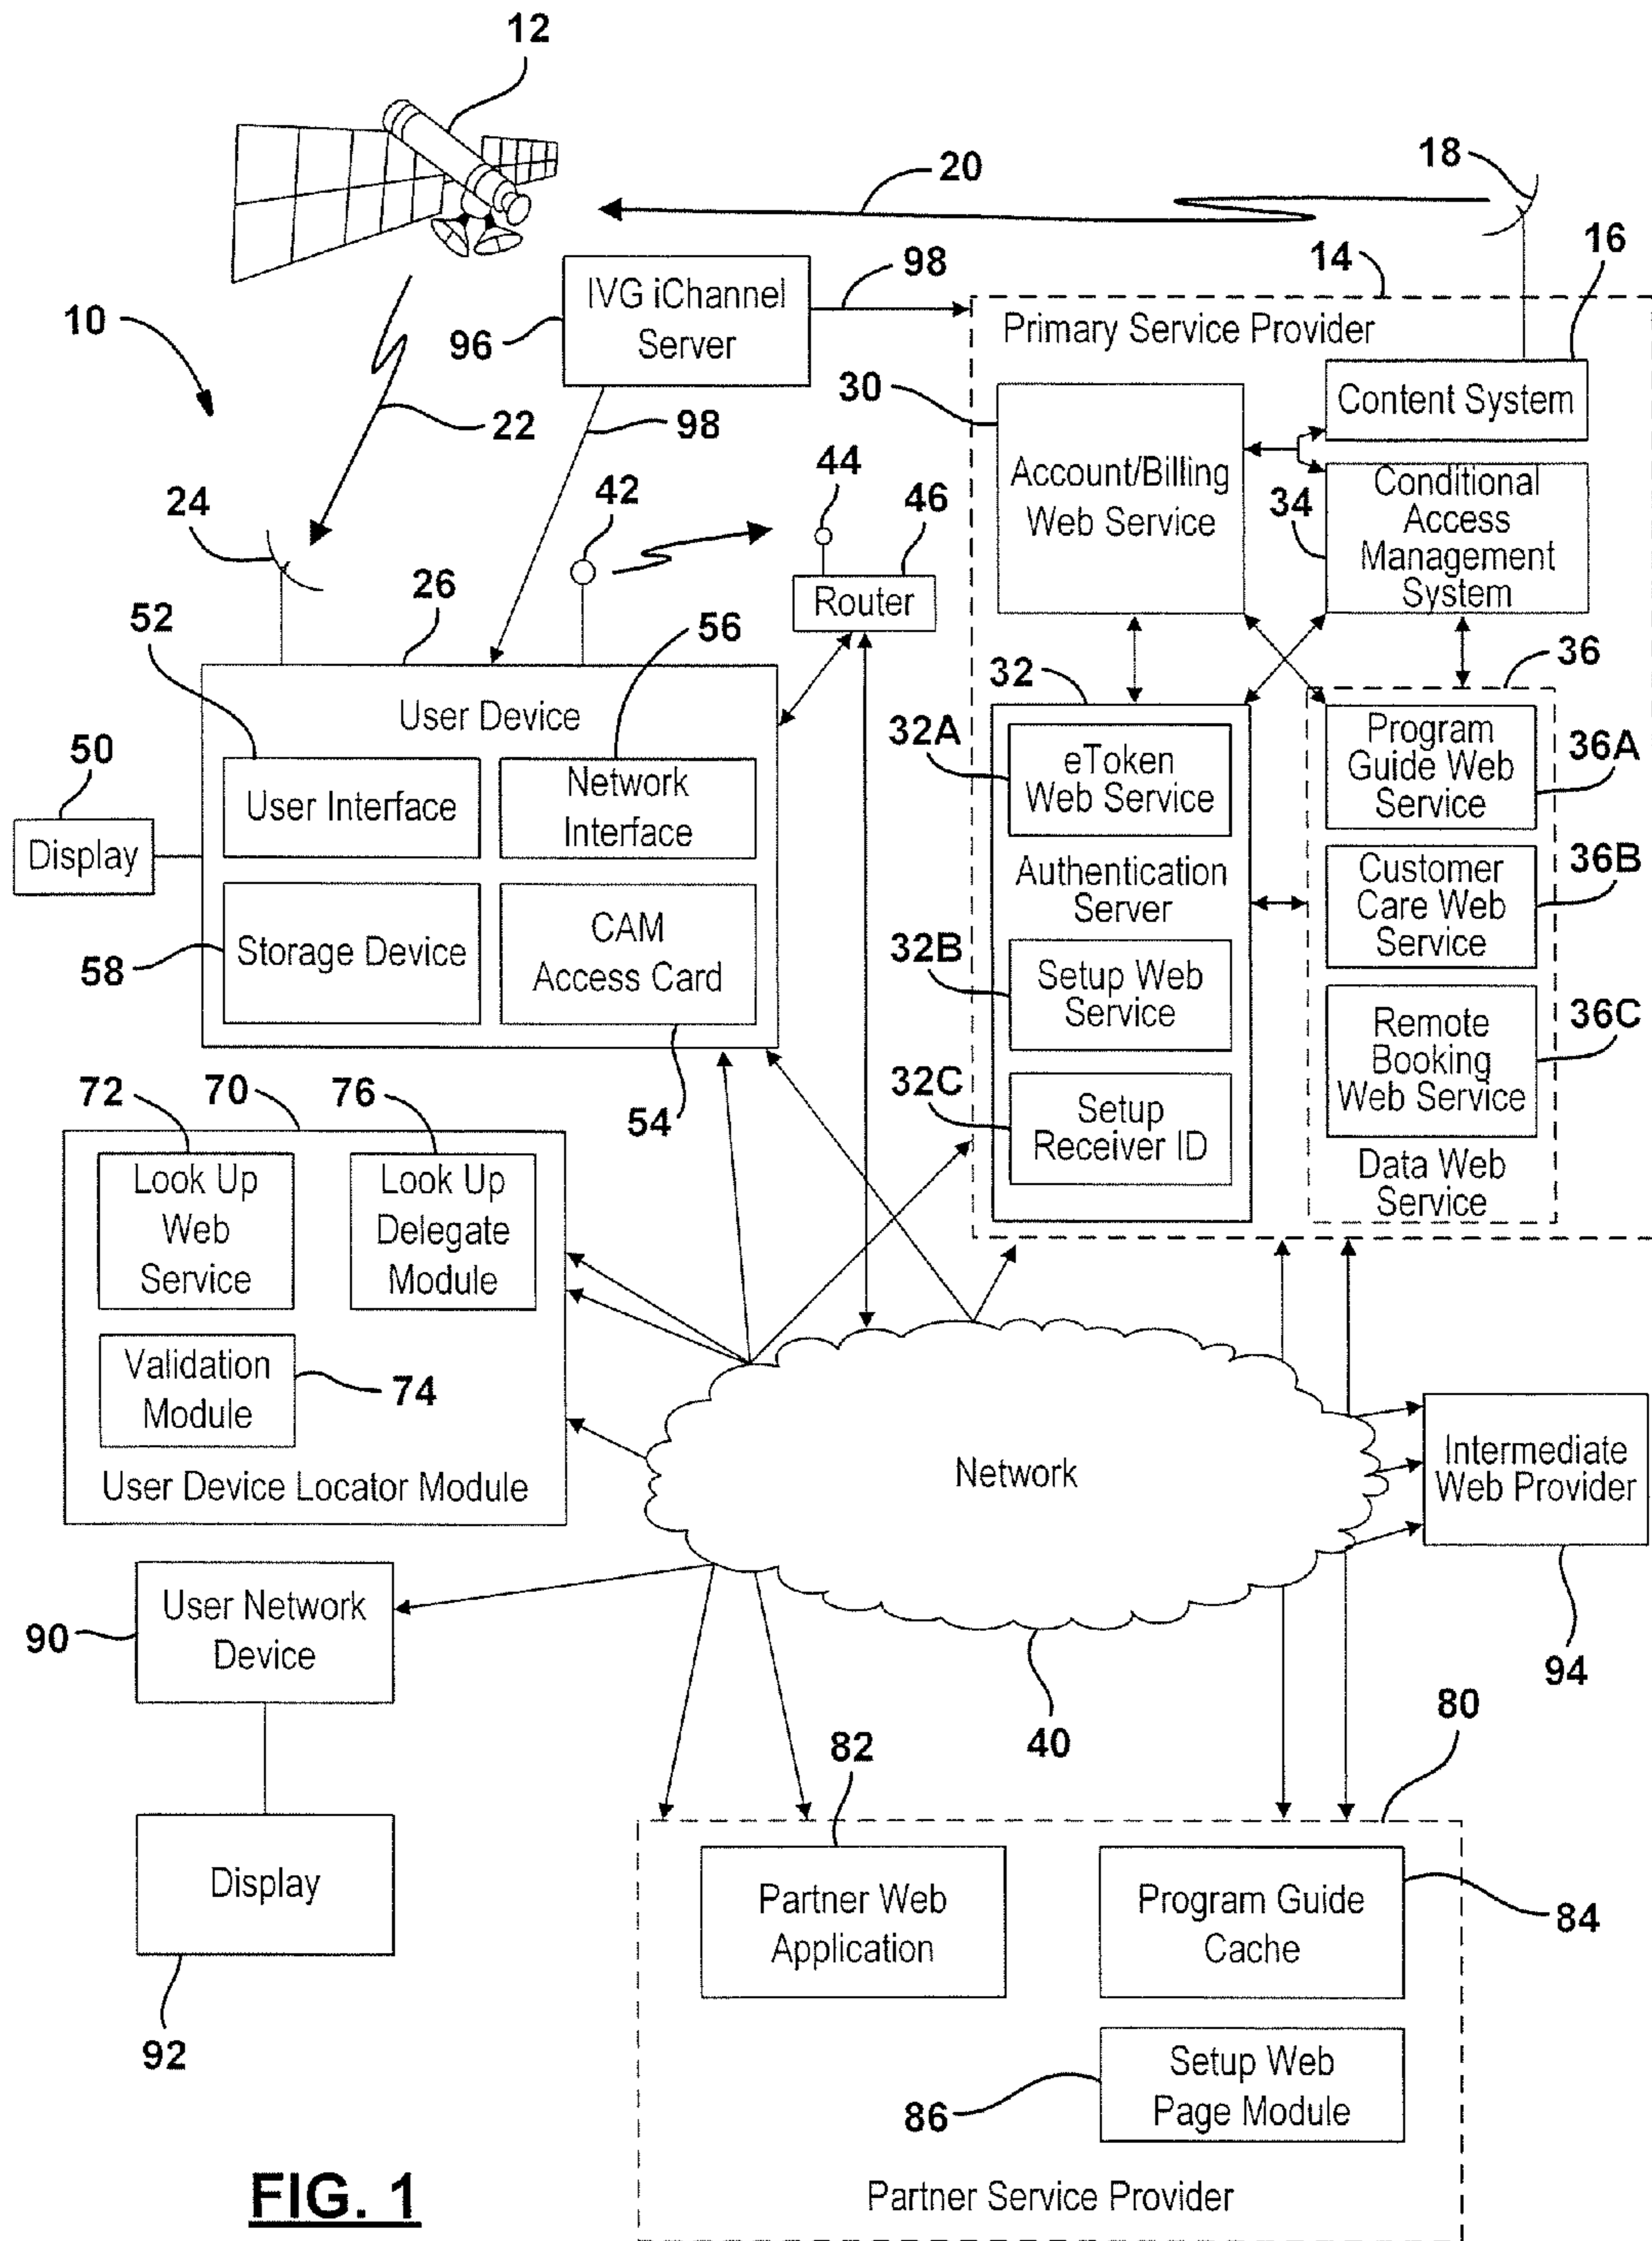 12
20
18
16
14
98
10
IVG iChannel
Server
96
Primary Service Provider
30
Content System
22
98
44
46
Account/Billing
Web Service
34
Conditional
Access
Management
System
24
42
26
Router
52
56
32
36
User Device
32A
eToken
Web Service
Program
Guide Web
Service
36A
50
User Interface
Network
Interface
Display
Authentication
Server
Customer
Care Web
Service
36B
58
Storage Device
CAM
Access Card
32B
Setup Web
Service
Remote
Booking
Web Service
36C
72
70
76
54
32C
Setup
Receiver ID
Data Web
Service
Look Up
Web
Service
Look Up
Delegate
Module
Validation
Module
74
User Device Locator Module
Network
Intermediate
Web Provider
90
User Network
Device
94
40
80
82
Display
Partner Web
Application
Program Guide
Cache
84
92
Setup Web
Page Module
86
FIG. 1
Partner Service Provider